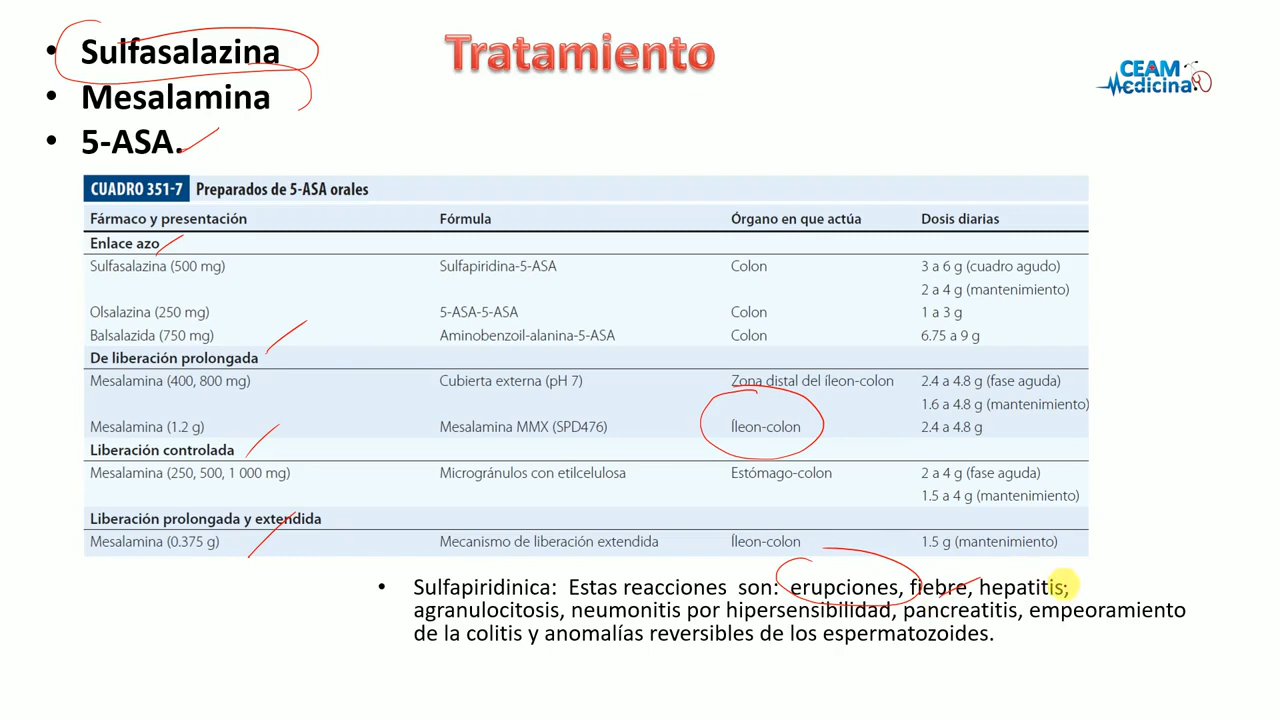 • Sulfasalazina
Tratamiento
• Mesalamina
• 5-ASA.
CEAM
Medicina
CUADRO 351-7 Preparados de 5-ASA orales
Fármaco y presentación Fórmula Órgano en que actúa Dosis diarias
Enlace azo
Sulfasalazina (500 mg) Sulfapiridina-5-ASA Colon 3 a 6 g (cuadro agudo)
2 a 4 g (mantenimiento)
Olsalazina (250 mg) 5-ASA-5-ASA Colon 1 a 3 g
Balsalazida (750 mg) Aminobenzoil-alanina-5-ASA Colon 6.75 a 9 g
De liberación prolongada
Mesalamina (400, 800 mg) Cubierta externa (pH 7) Zona distal del íleon-colon 2.4 a 4.8 g (fase aguda)
1.6 a 4.8 g (mantenimiento)
Mesalamina (1.2 g) Mesalamina MMX (SPD476) Íleon-colon 2.4 a 4.8 g
Liberación controlada
Mesalamina (250, 500, 1 000 mg) Microgránulos con etilcelulosa Estómago-colon 2 a 4 g (fase aguda)
1.5 a 4 g (mantenimiento)
Liberación prolongada y extendida
Mesalamina (0.375 g) Mecanismo de liberación extendida Íleon-colon 1.5 g (mantenimiento)
• Sulfapiridinica: Estas reacciones son: erupciones, fiebre, hepatitis;
agranulocitosis, neumonitis por hipersensibilidad, pancreatitis, empeoramiento
de la colitis y anomalías reversibles de los espermatozoides.